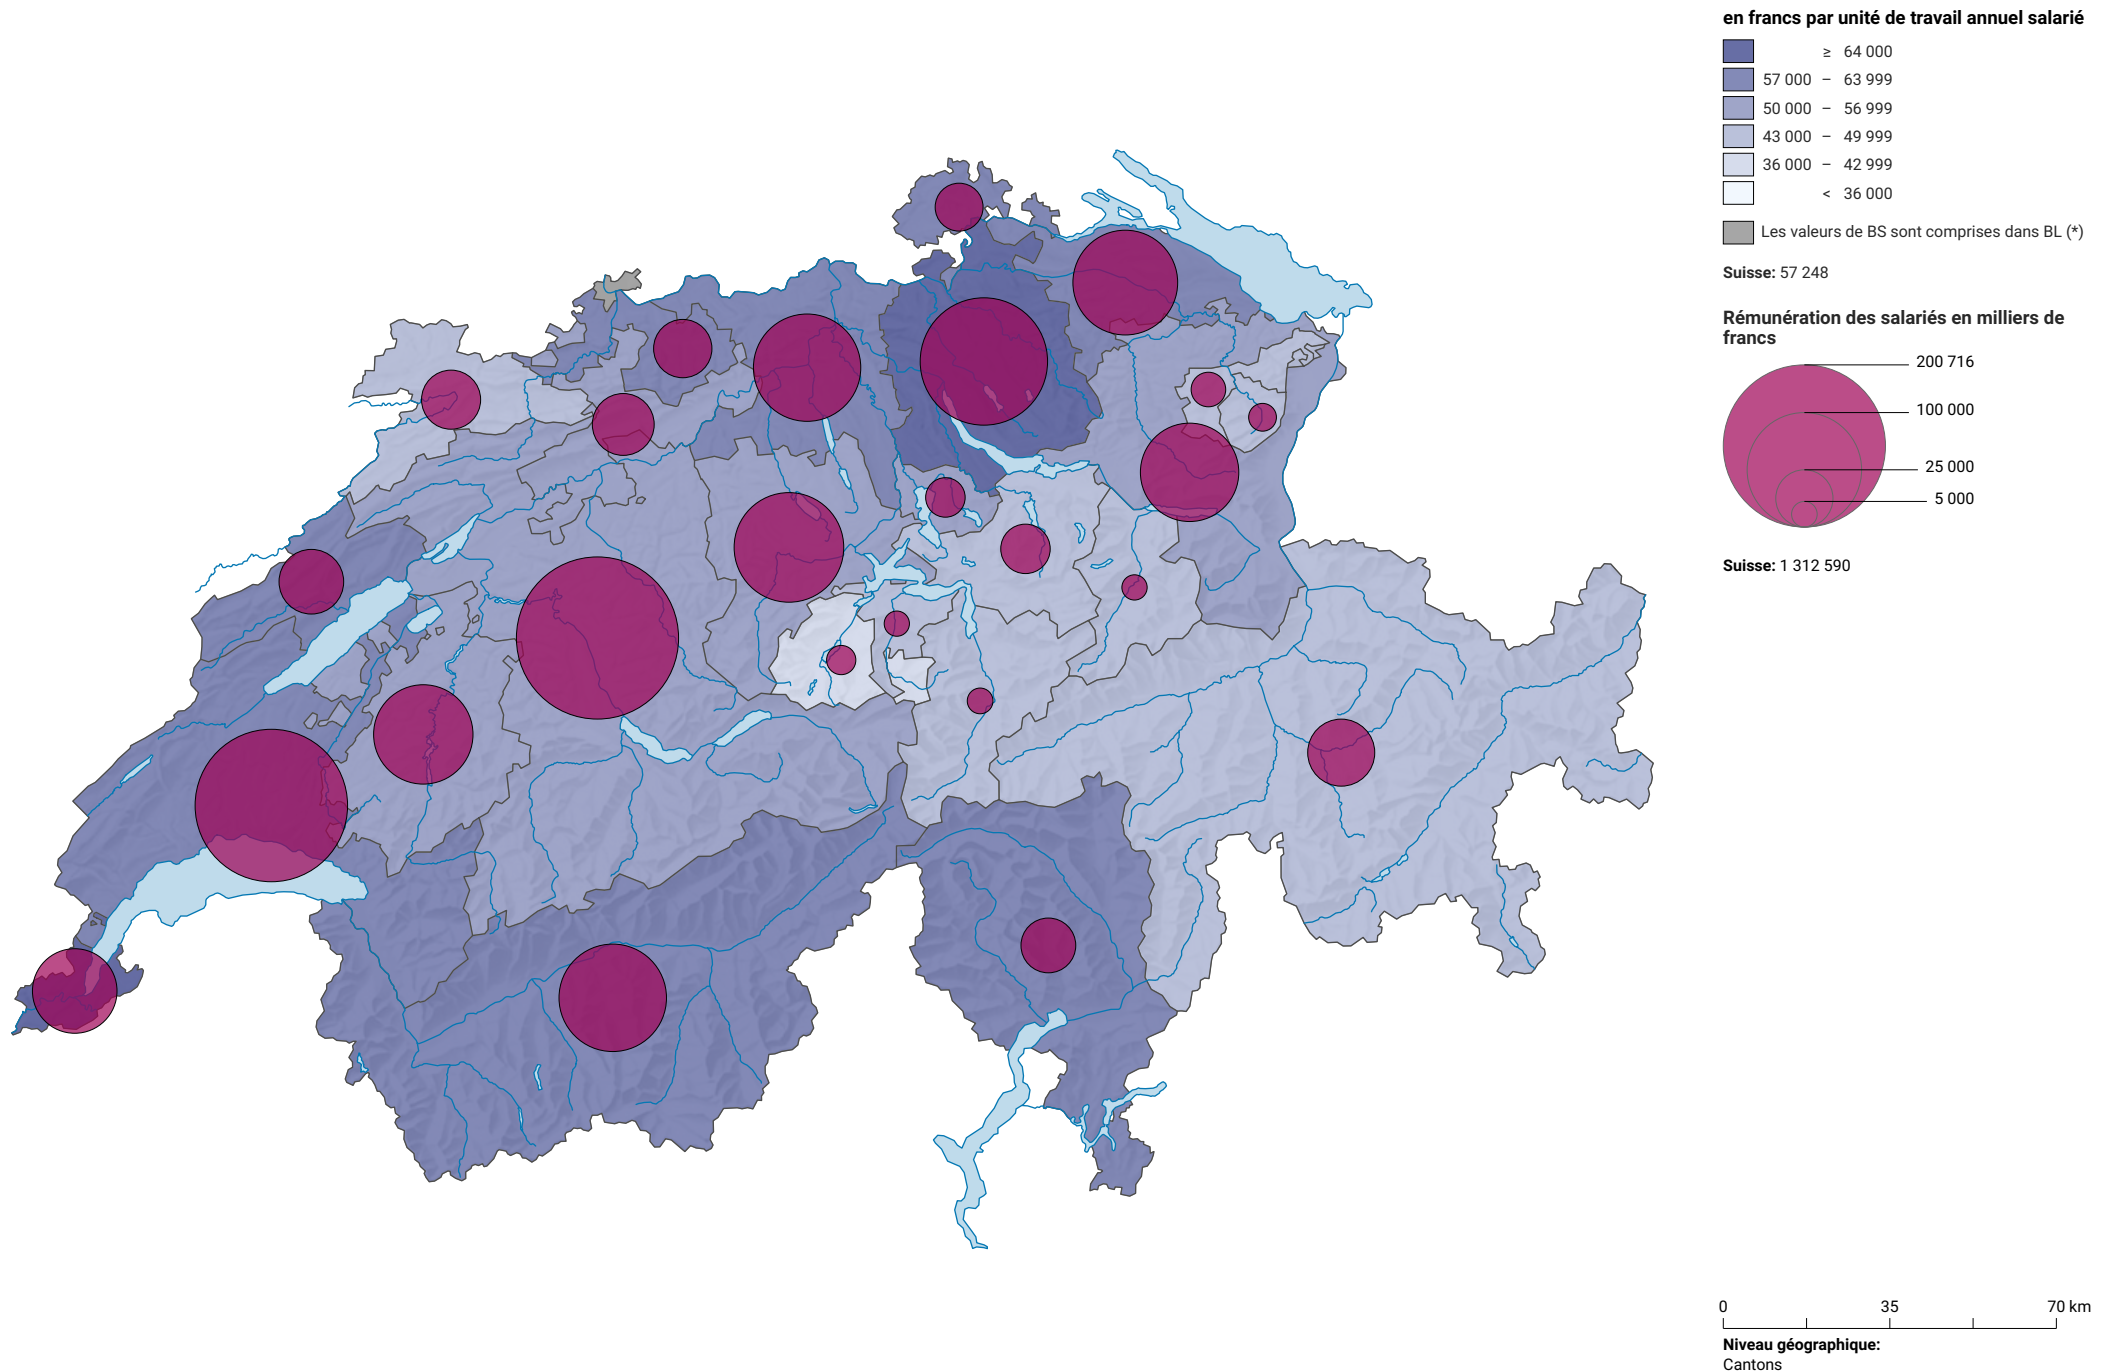 en francs par unité de travail annuel salarié
≥ 64 000
57 000 – 63 999
50 000 – 56 999
43 000 – 49 999
36 000 – 42 999
< 36 000
Les valeurs de BS sont comprises dans BL (*)
Suisse: 57 248
Rémunération des salariés en milliers de
francs
200 716
100 000
25 000
5 000
Suisse: 1 312 590
0 35 70 km
Niveau géographique:
Cantons